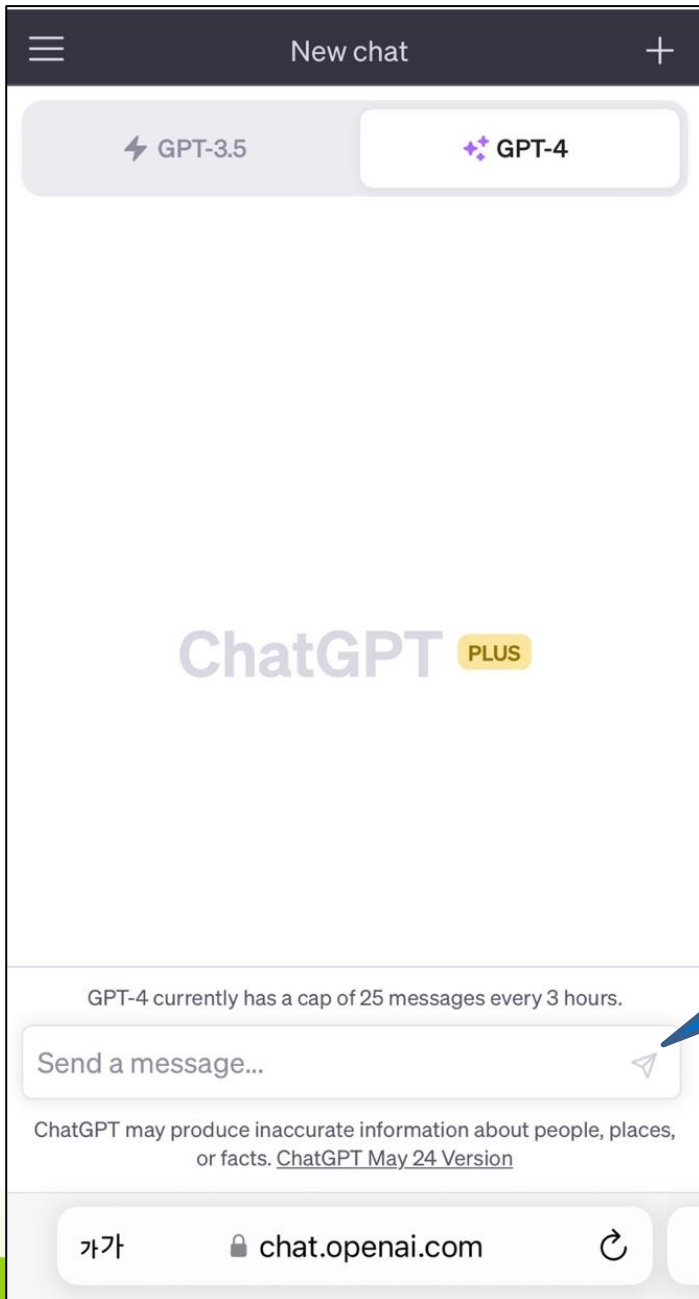 New chat
GPT-3.5
GPT-4
ChatGPT PLUS
GPT-4 currently has a cap of 25 messages every 3 hours.
Send a message...
ChatGPT may produce inaccurate information about people, places,
or facts. ChatGPT May 24 Version
가가 chat.openai.com